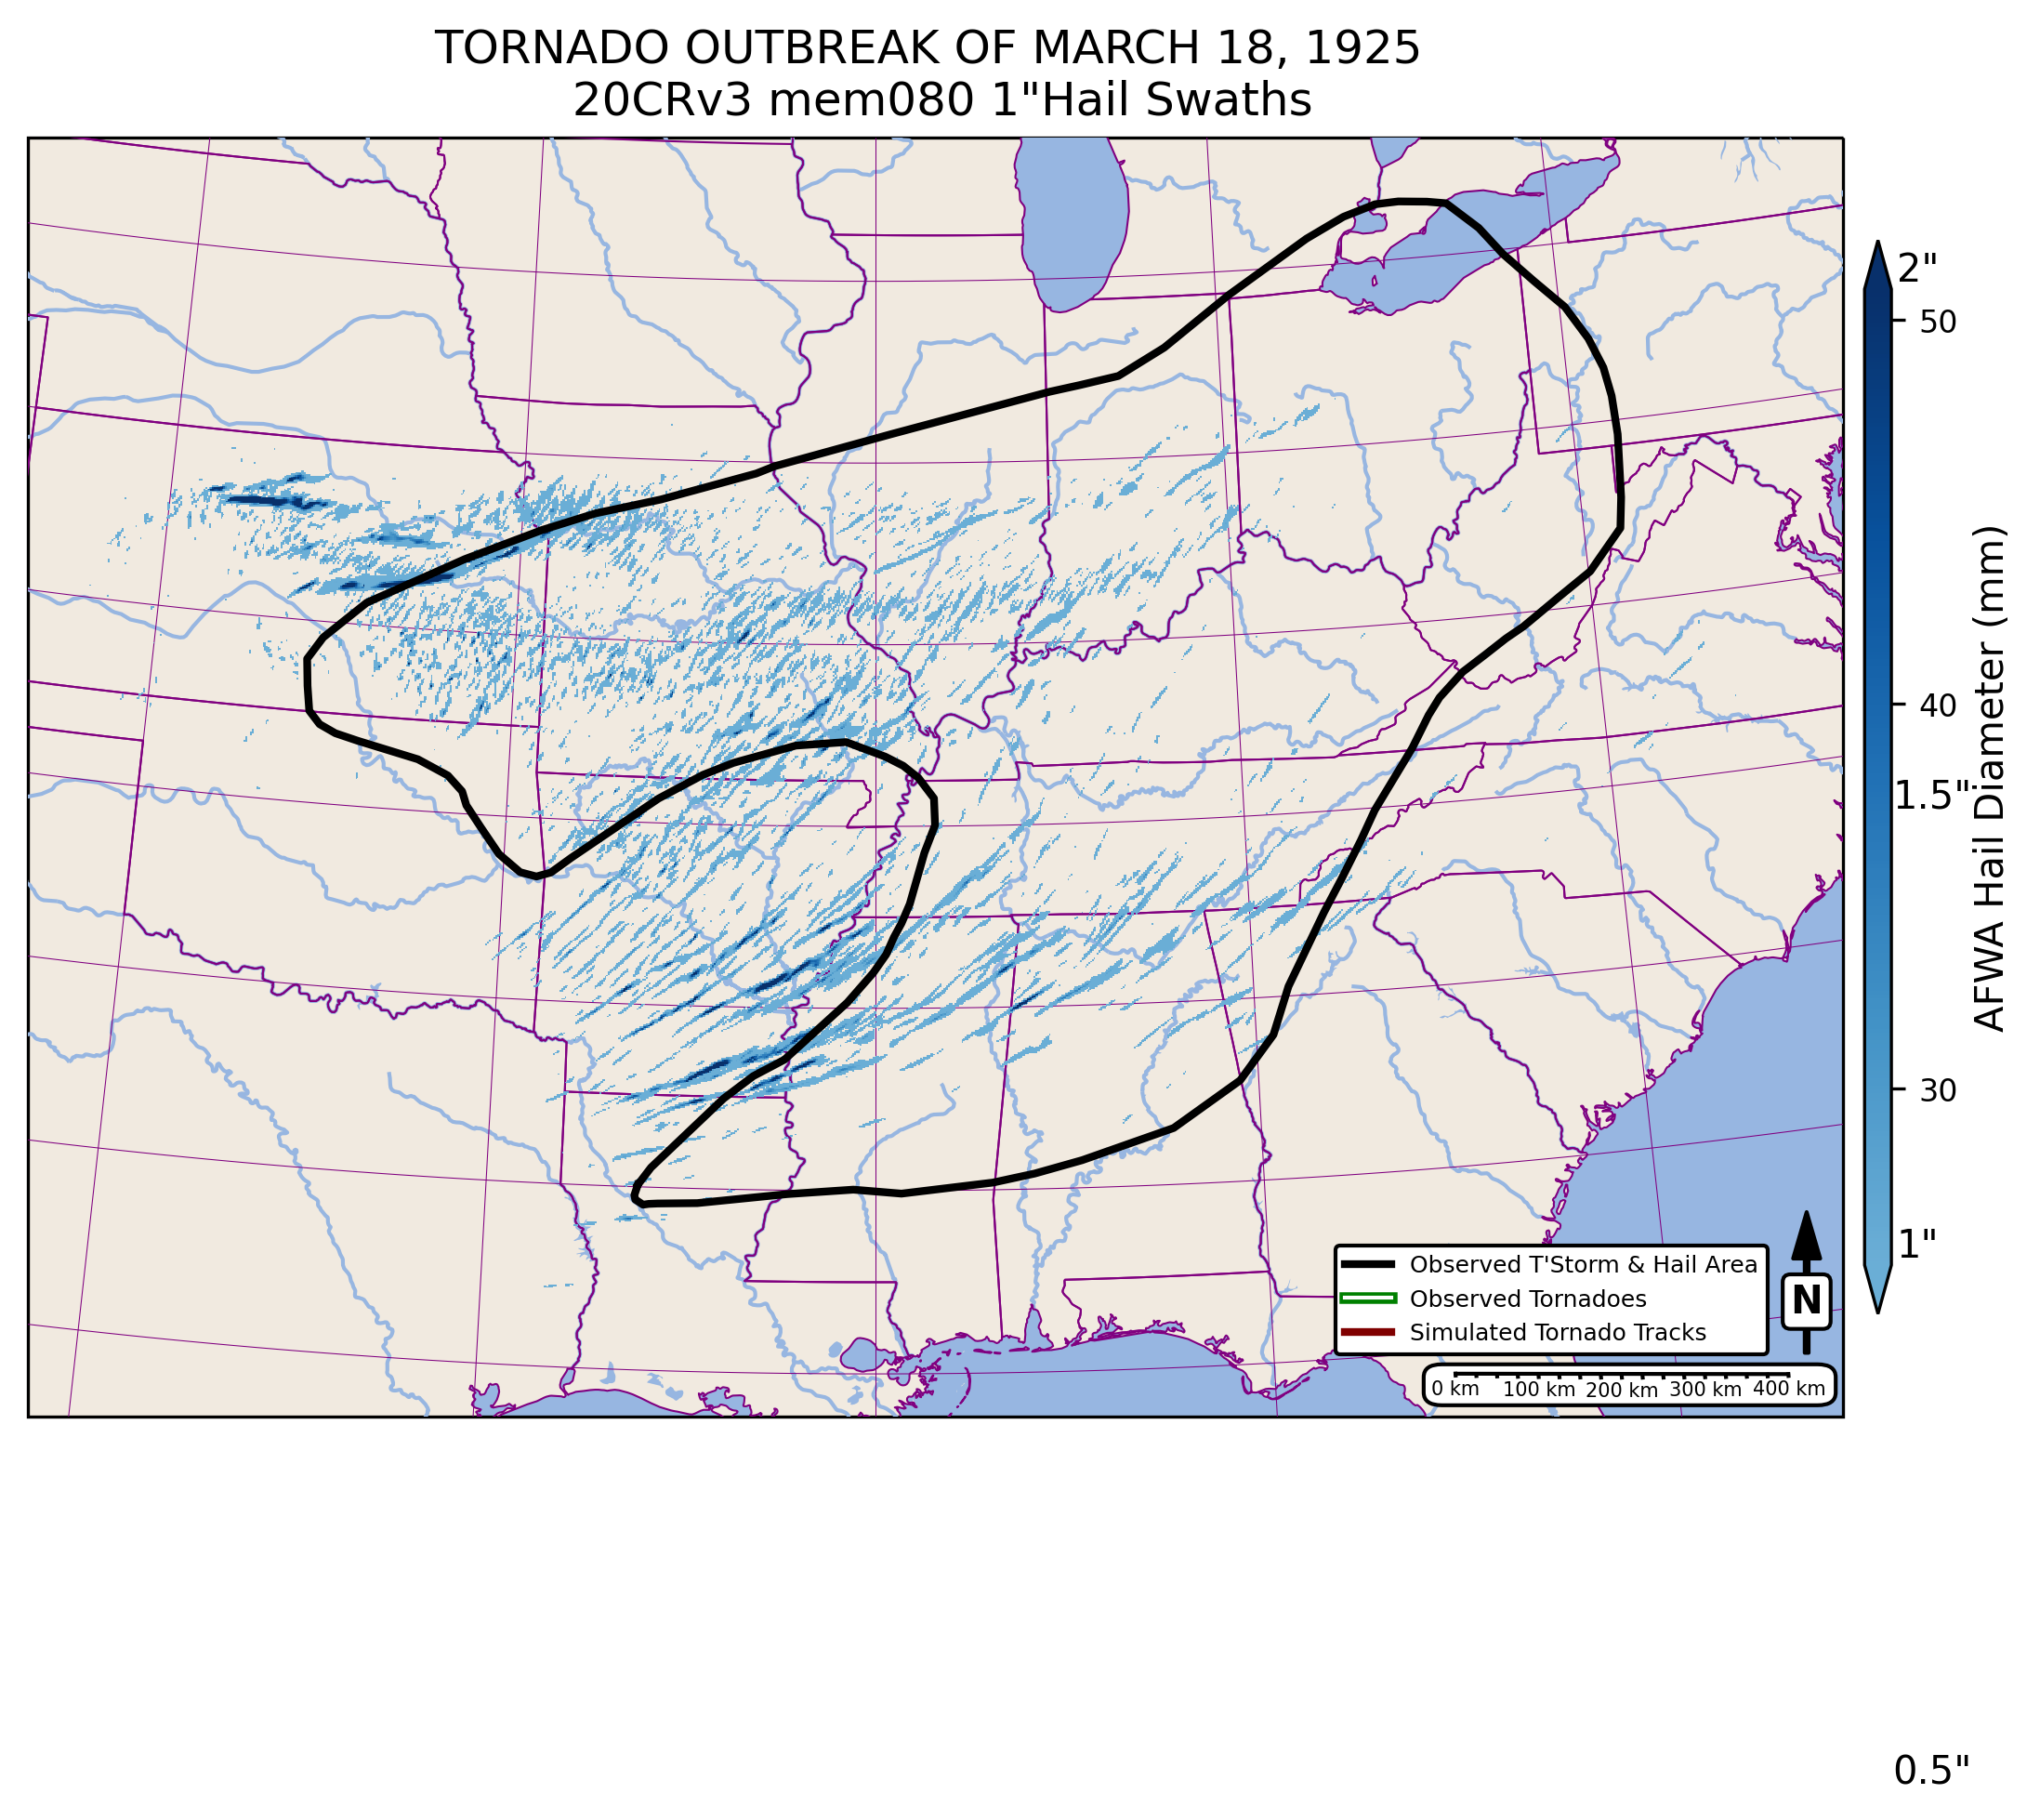 TORNADO OUTBREAK OF MARCH 18, 1925
20CRv3 mem080 1"Hail Swaths
2"
50
40
1.5"
30
1"
AFWA Hail Diameter (mm)
Observed T'Storm & Hail Area
Observed Tornadoes
Simulated Tornado Tracks
N
0 km 100 km 200 km 300 km 400 km
0.5"